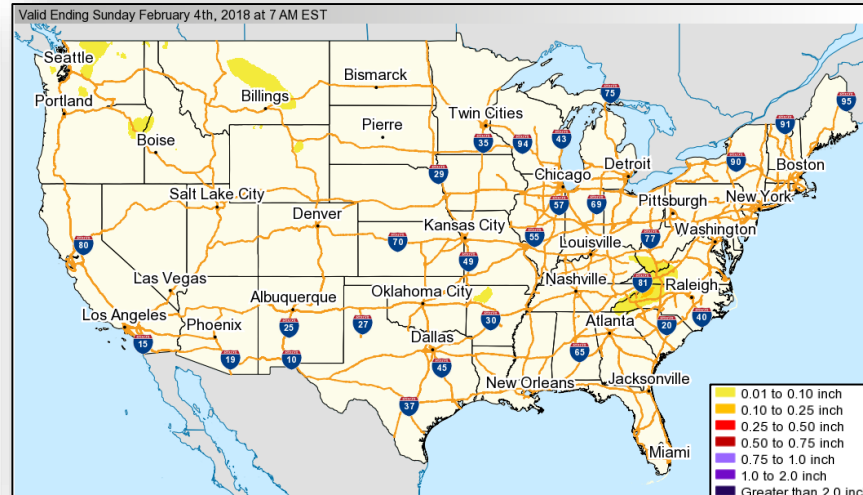 Valid Ending Sunday February 4th, 2018 at 7 AM EST
Seattle
Portland
Billings
Bismarck
75
95
Boise
Pierre
Twin Cities
35
94
43
91
29
Chicago
Detroit
90
Boston
Salt Lake City
57
69
Pittsburgh
New York
80
Denver
70
Kansas City
55
Louisville
77
Washington
49
Las Vegas
Albuquerque
Oklahoma City
Nashville
81
Raleigh
Los Angeles
Phoenix
25
27
30
Atlanta
20
40
15
19
10
Dallas
45
65
37
New Orleans
Jacksonville
Miami
0.01 to 0.10 inch
0.10 to 0.25 inch
0.25 to 0.50 inch
0.50 to 0.75 inch
0.75 to 1.0 inch
1.0 to 2.0 inch
Greater than 2.0 inc